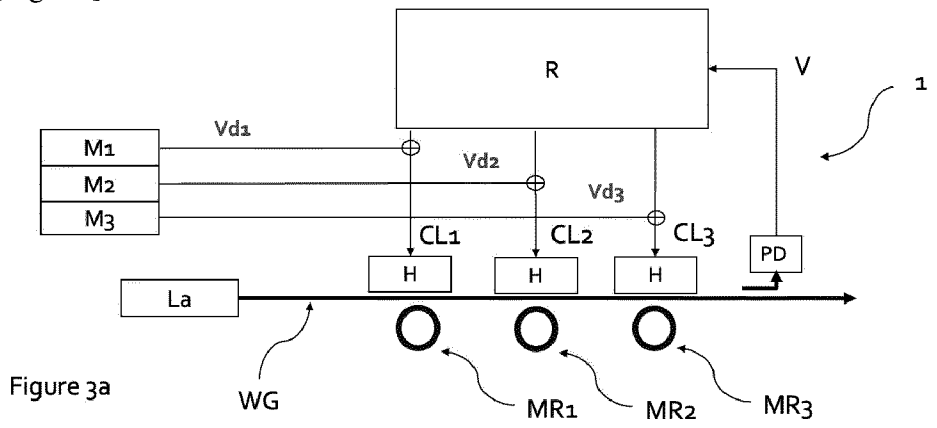 R
V
1
Vd1
M1
Vd2
M2
Vd3
M3
CL1
CL2
CL3
PD
H
H
H
La
Figure 3a
WG
MR1
MR2
MR3